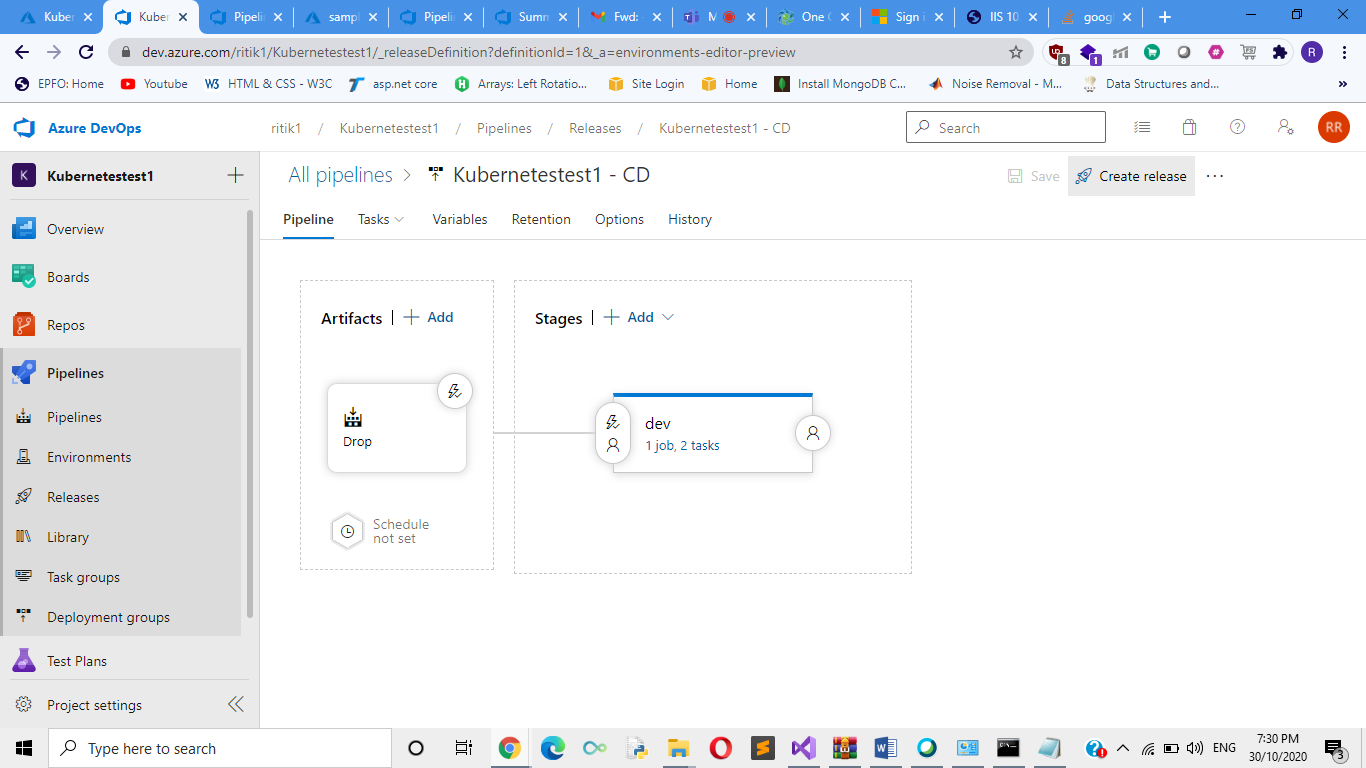 Kuber
Kuber
Pipeli
sampl
Pipeli
Summ
Fwd:
M
One C
Sign i
IIS 10
goog
dev.azure.com/ritik1/Kubernetestest1/_releaseDefinition?definitionId=1&_a=environments-editor-preview
8
1
R
EPFO: Home
Youtube
W3 HTML & CSS - W3C
asp.net core
Arrays: Left Rotatio...
Site Login
Home
Install MongoDB C...
Noise Removal - M...
Data Structures and...
»
Azure DevOps
ritik1 / Kubernetestest1 / Pipelines / Releases / Kubernetestest1 - CD
Search
RR
K Kubernetestest1
All pipelines > Kubernetestest1 - CD
Save
Create release
Pipeline
Tasks
Variables
Retention
Options
History
Overview
Boards
Repos
Pipelines
Pipelines
Environments
Releases
Library
Task groups
Deployment groups
Test Plans
Project settings
Artifacts | + Add
Drop
Schedule
not set
Stages | + Add
dev
1 job, 2 tasks
Type here to search
ENG
7:30 PM
30/10/2020
3